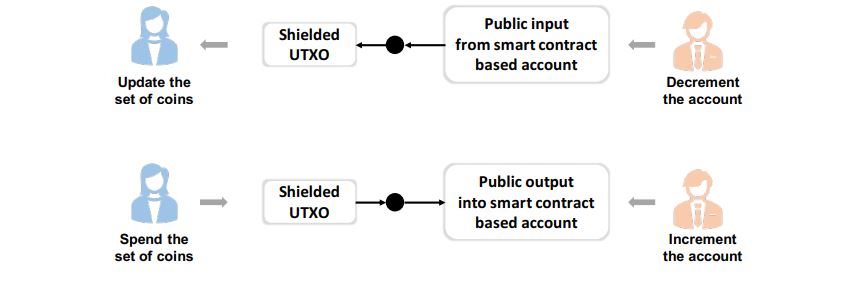 Update the
set of coins
Shielded
UTXO
Public input
from smart contract
based account
Decrement
the account
Spend the
set of coins
Shielded
UTXO
Public output
into smart contract
based account
Increment
the account